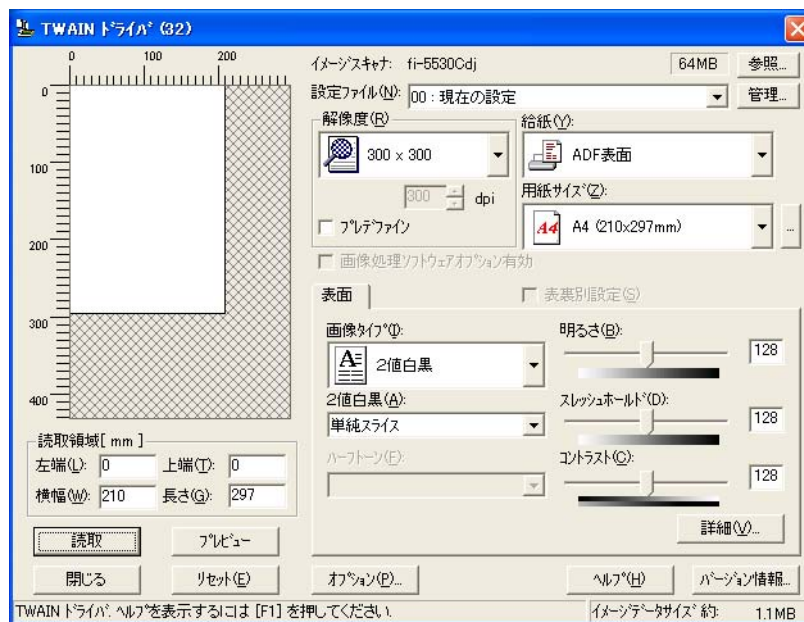 TWAIN ドライバ (32)
0 100 200
0
100
200
300
400
イメージスキャナ: fi-5530Cdj 64MB 参照...
設定ファイル(N): 00 : 現在の設定 管理...
解像度(R)
300 x 300
300 dpi
プレデファイン
給紙(Y):
ADF表面
用紙サイズ(Z):
A4 A4 (210x297mm) ...
画像処理ソフトウェアオプション有効
表面 表裏別設定(S)
画像タイプ(I):
2値白黒
2値白黒(A):
単純スライス
ハーフトーン(F):
明るさ(B):
128
スレッシュホールド(D):
128
コントラスト(C):
128
詳細(V)...
読取領域[ mm ]
左端(L): 0 上端(T): 0
横幅(W): 210 長さ(G): 297
読取 プレビュー
閉じる リセット(E) オプション(P)... ヘルプ(H) バージョン情報...
TWAIN ドライバ. ヘルプを表示するには [F1] を押してください. イメージデータサイズ 約: 1.1MB